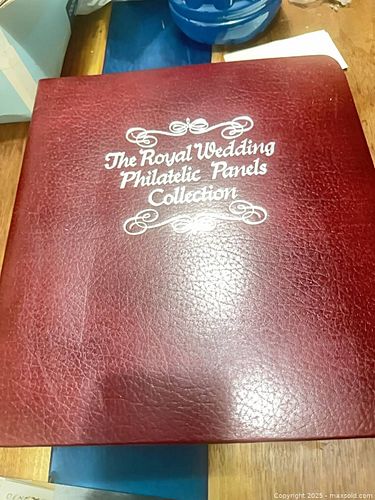 The Royal Wedding
Philatelic Panels
Collection
Copyright 2025 - maxsold.com